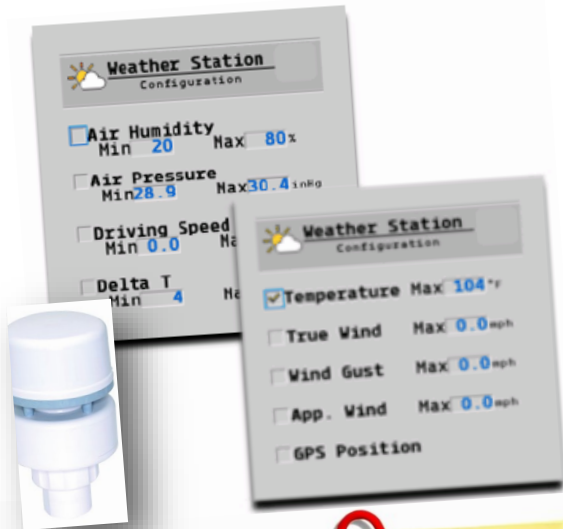 Weather Station
Configuration
Air Humidity
Min 20 Max 80 %
Air Pressure
Min 28.9 Max 30.4 inHg
Driving Speed
Min 0.0
Delta T
Min 4
Weather Station
Configuration
Temperature Max 104 °F
True Wind Max 0.0 mph
Wind Gust Max 0.0 mph
App. Wind Max 0.0 mph
GPS Position